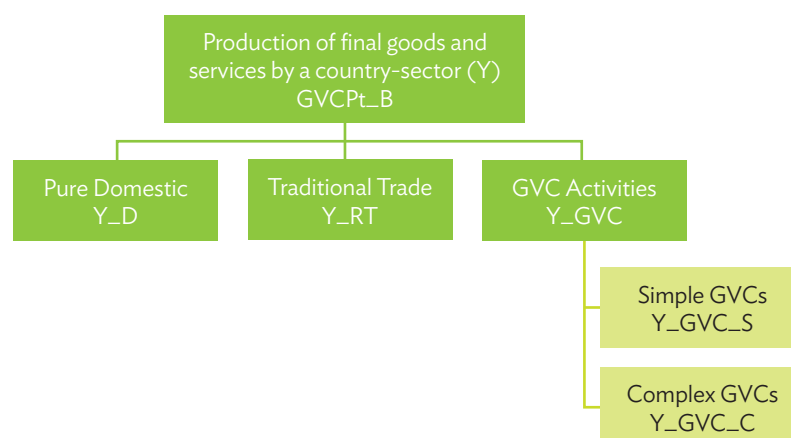 Production of final goods and
services by a country-sector (Y)
GVCPt_B
Pure Domestic
Y_D
Traditional Trade
Y_RT
GVC Activities
Y_GVC
Simple GVCs
Y_GVC_S
Complex GVCs
Y_GVC_C